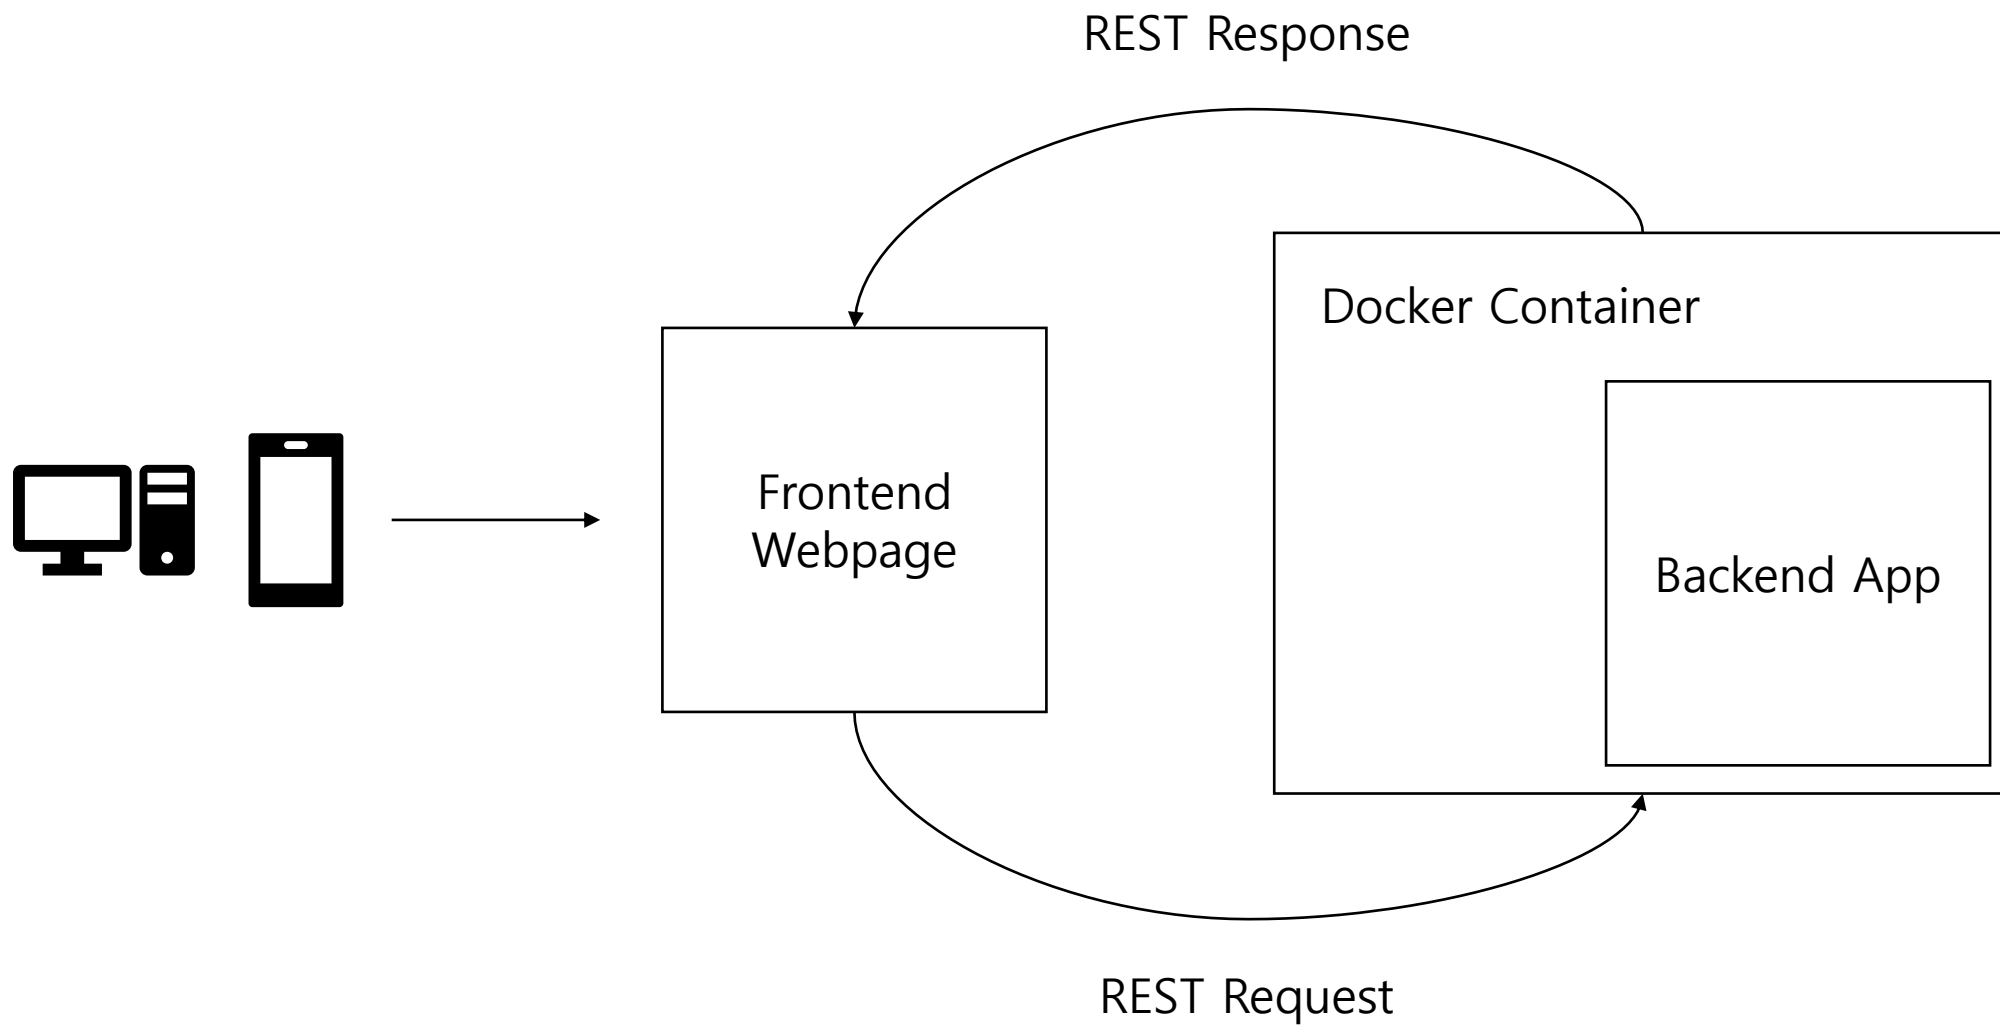 REST Response
Docker Container
Frontend
Webpage
Backend App
REST Request